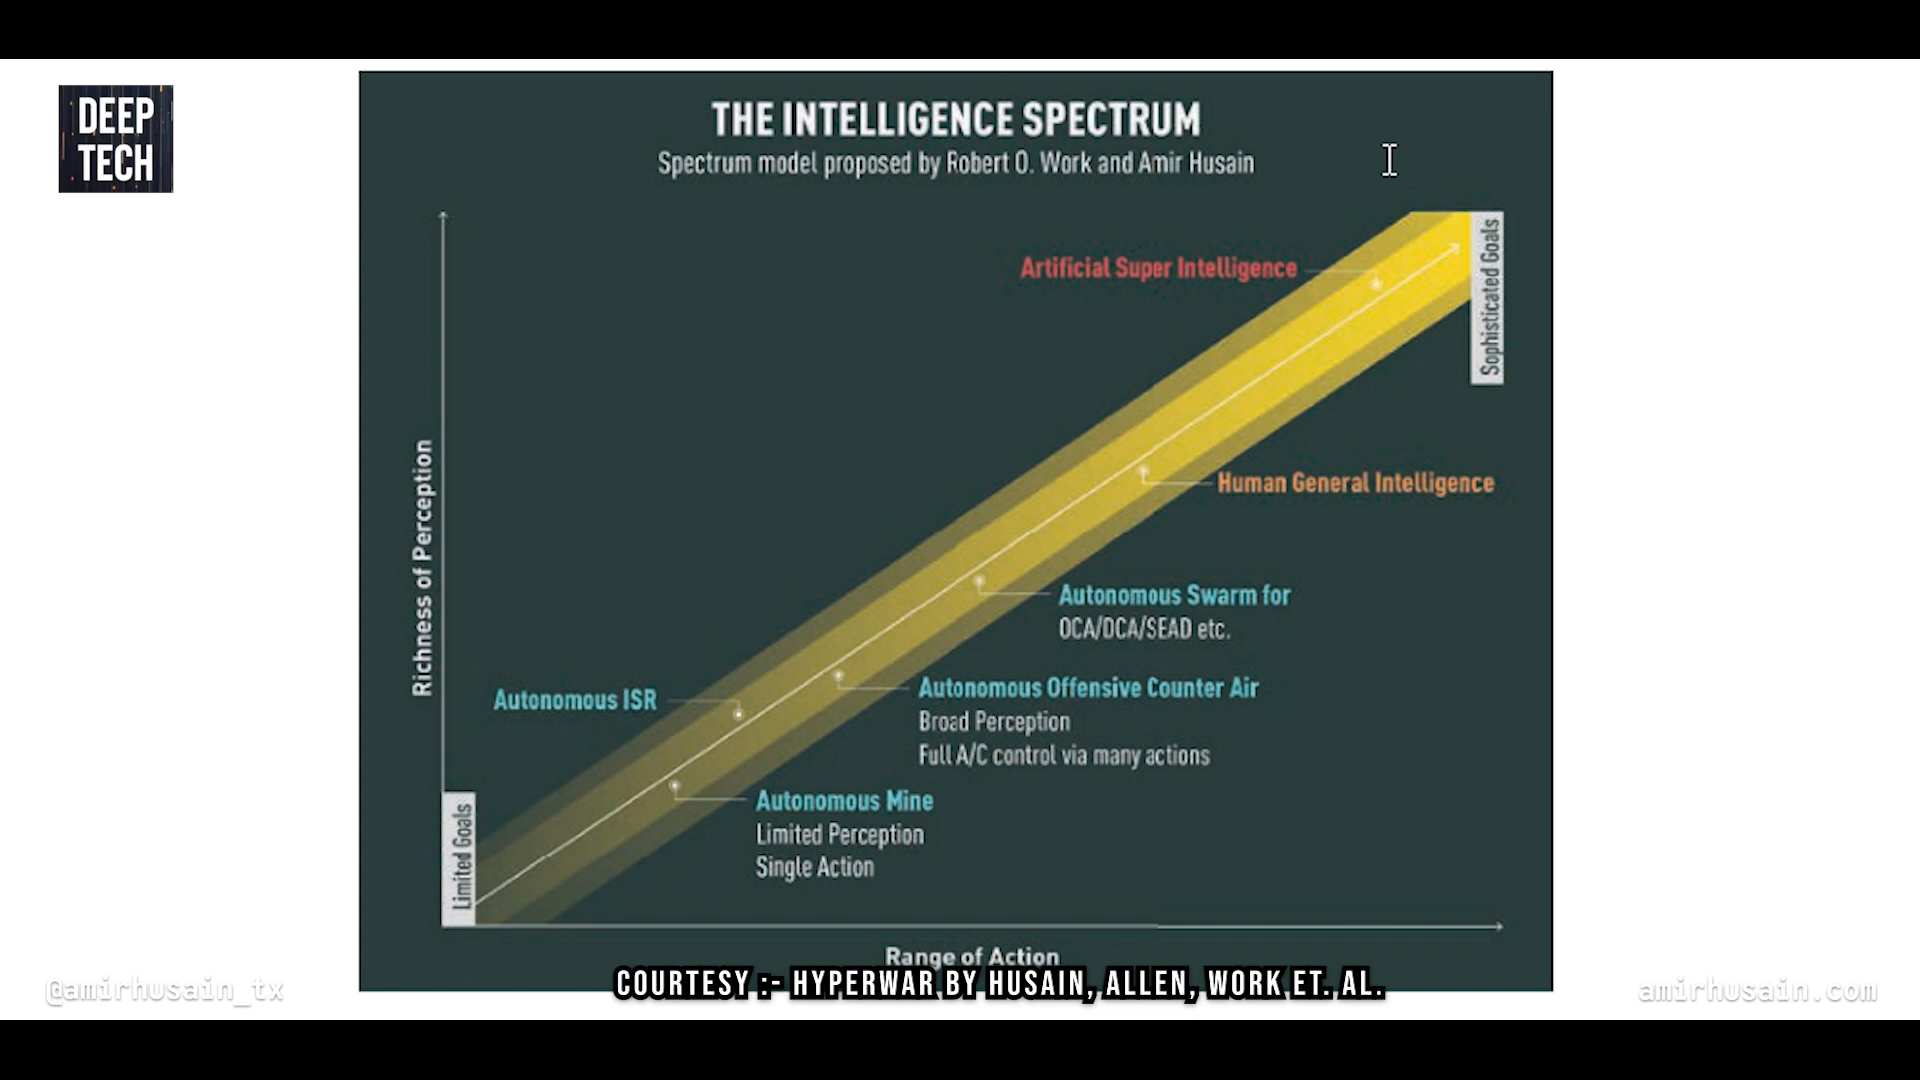 DEEP
TECH
THE INTELLIGENCE SPECTRUM
Spectrum model proposed by Robert O. Work and Amir Husain
Artificial Super Intelligence
Sophisticated Goals
Human General Intelligence
Richness of Perception
Autonomous Swarm for
OCA/DCA/SEAD etc.
Autonomous ISR
Autonomous Offensive Counter Air
Broad Perception
Full A/C control via many actions
Autonomous Mine
Limited Perception
Single Action
Limited Goals
Range of Action
COURTESY :- HYPERWAR BY HUSAIN, ALLEN, WORK ET. AL.
@amirhusain_tx
amirhusain.com